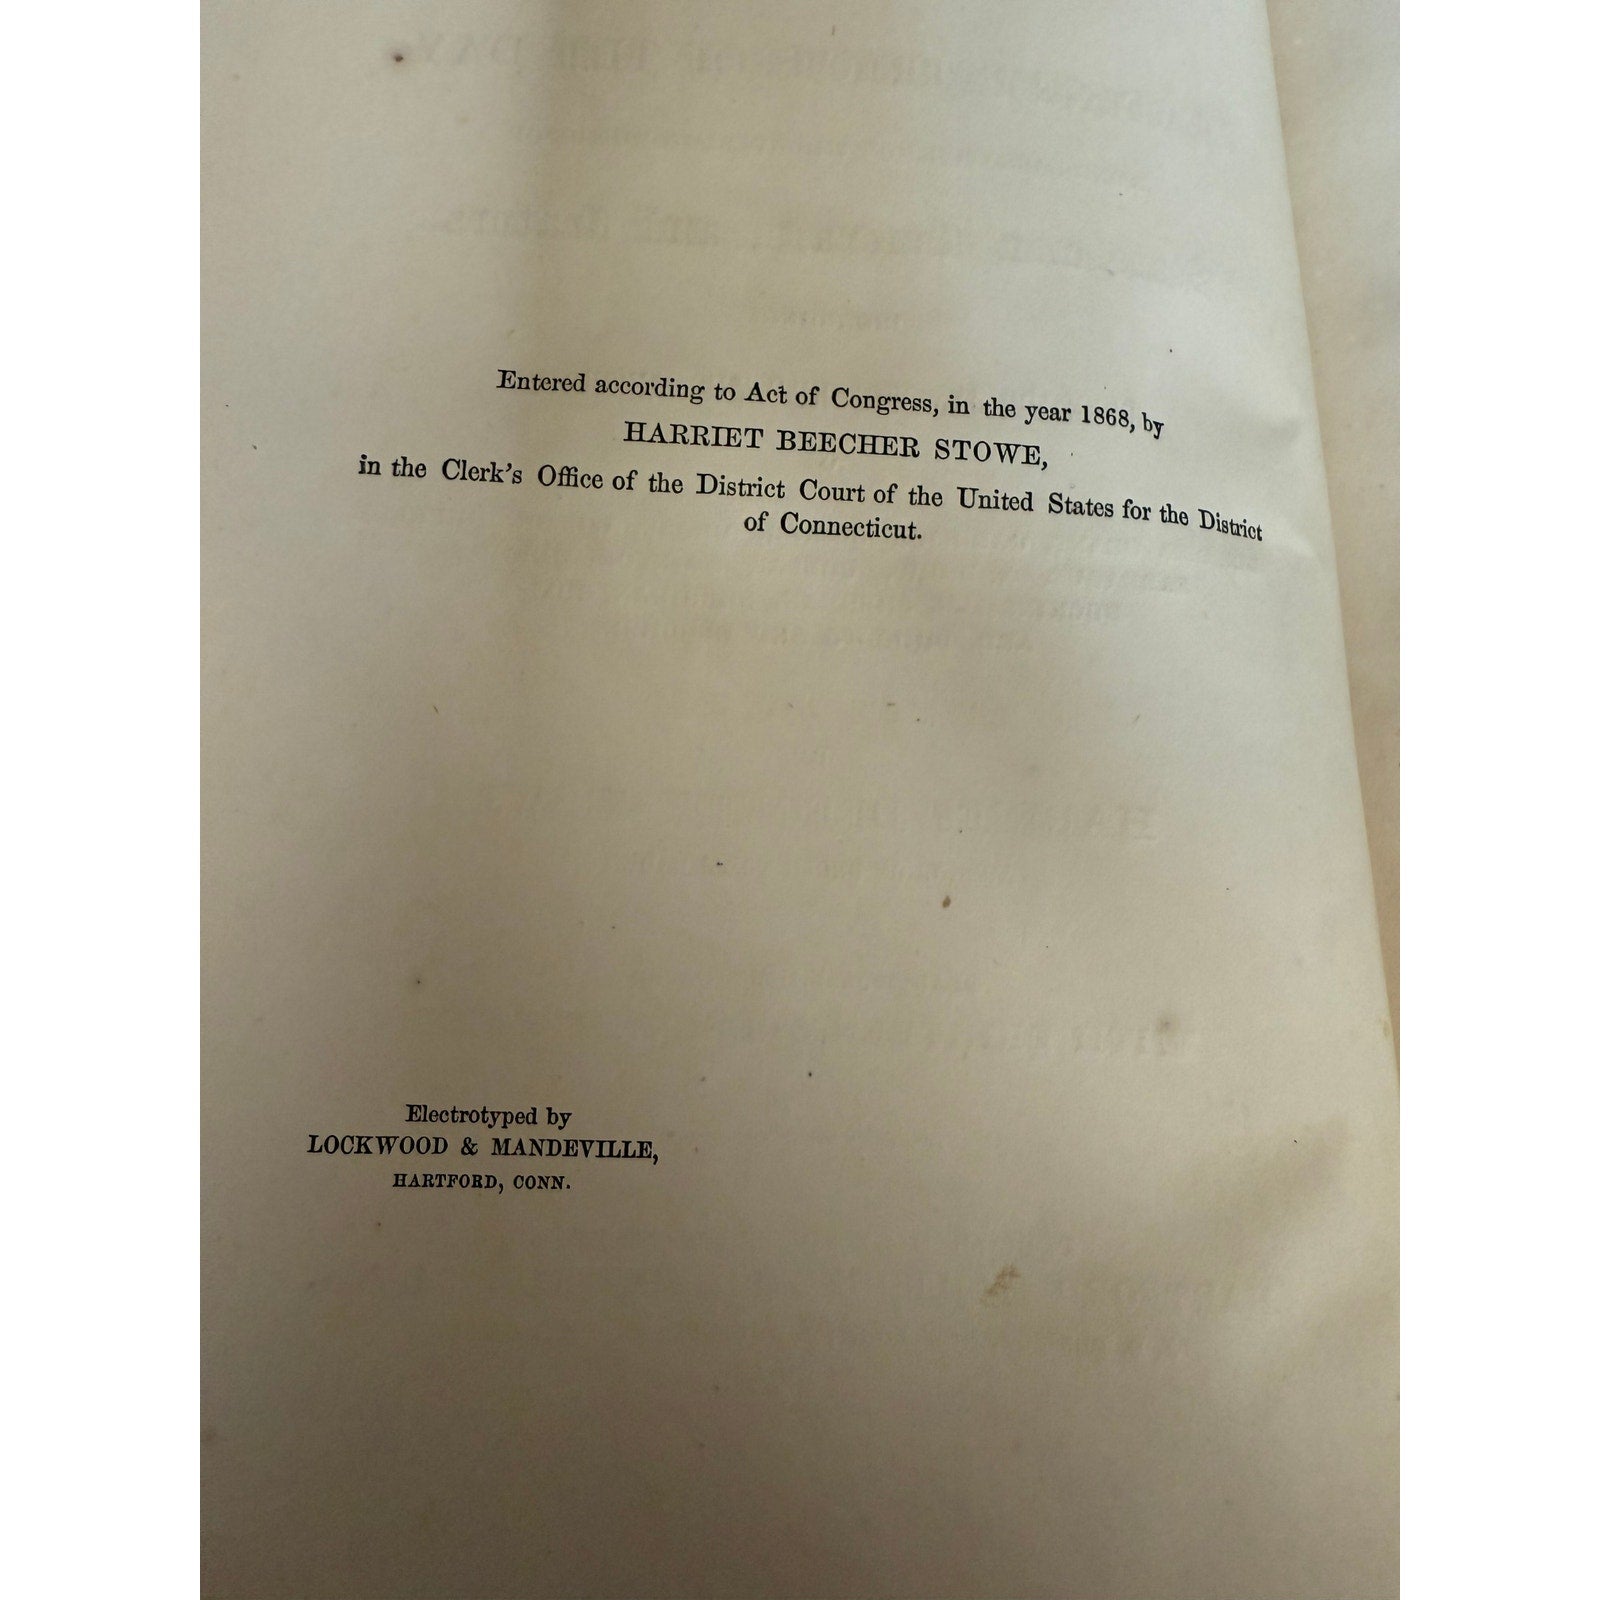 Entered according to Act of Congress, in the year 1868, by
HARRIET BEECHER STOWE,
in the Clerk's Office of the District Court of the United States for the District
of Connecticut.
Electrotyped by
LOCKWOOD & MANDEVILLE,
HARTFORD, CONN.